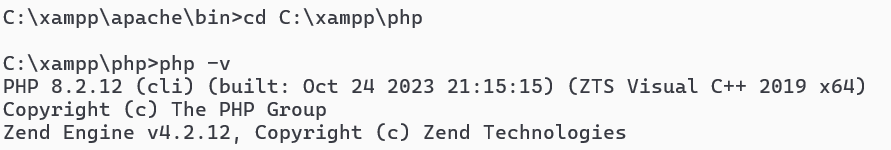 C:\xampp\apache\bin>cd C:\xampp\php
C:\xampp\php>php -v
PHP 8.2.12 (cli) (built: Oct 24 2023 21:15:15) (ZTS Visual C++ 2019 x64)
Copyright (c) The PHP Group
Zend Engine v4.2.12, Copyright (c) Zend Technologies